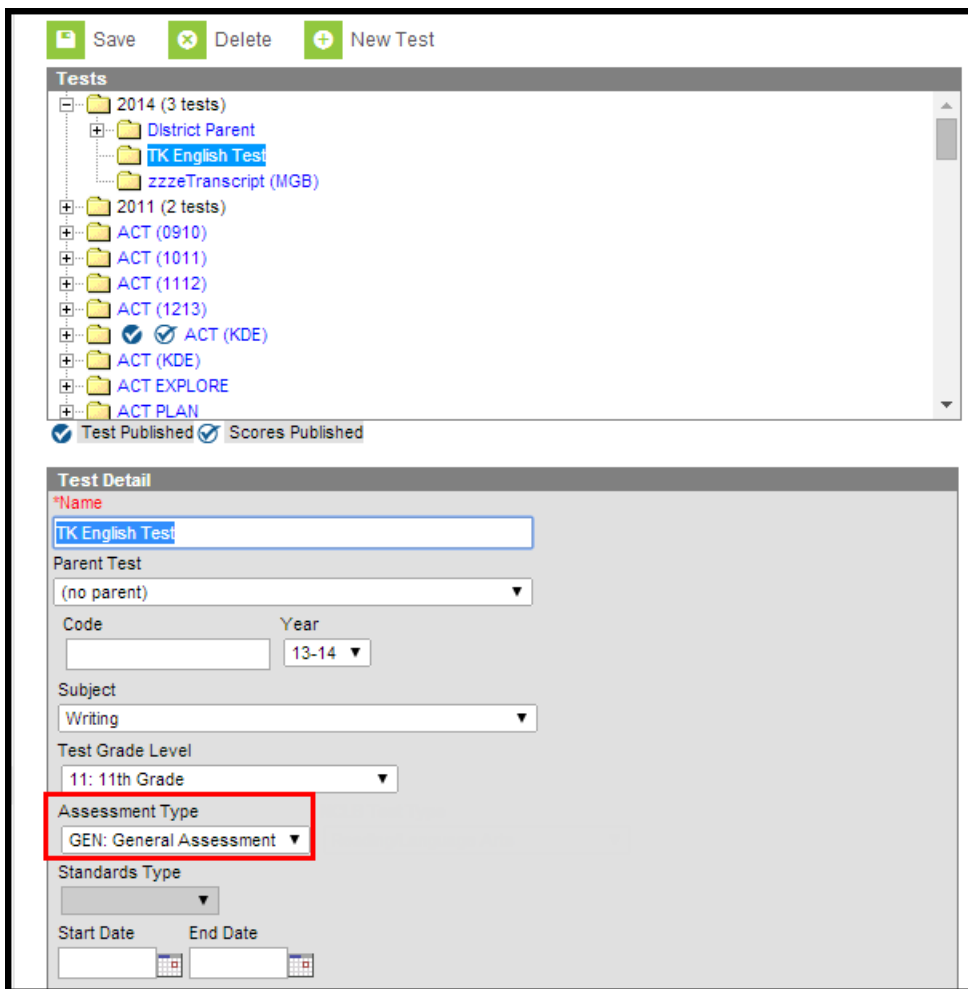 Save Delete New Test
Tests
2014 (3 tests)
DIstrict Parent
TK English Test
zzzeTranscript (MGB)
2011 (2 tests)
ACT (0910)
ACT (1011)
ACT (1112)
ACT (1213)
ACT (KDE)
ACT (KDE)
ACT EXPLORE
ACT PLAN
Test Published Scores Published
Test Detail
*Name
TK English Test
Parent Test
(no parent)
Code Year
13-14
Subject
Writing
Test Grade Level
11: 11th Grade
Assessment Type
GEN: General Assessment
Standards Type
Start Date End Date